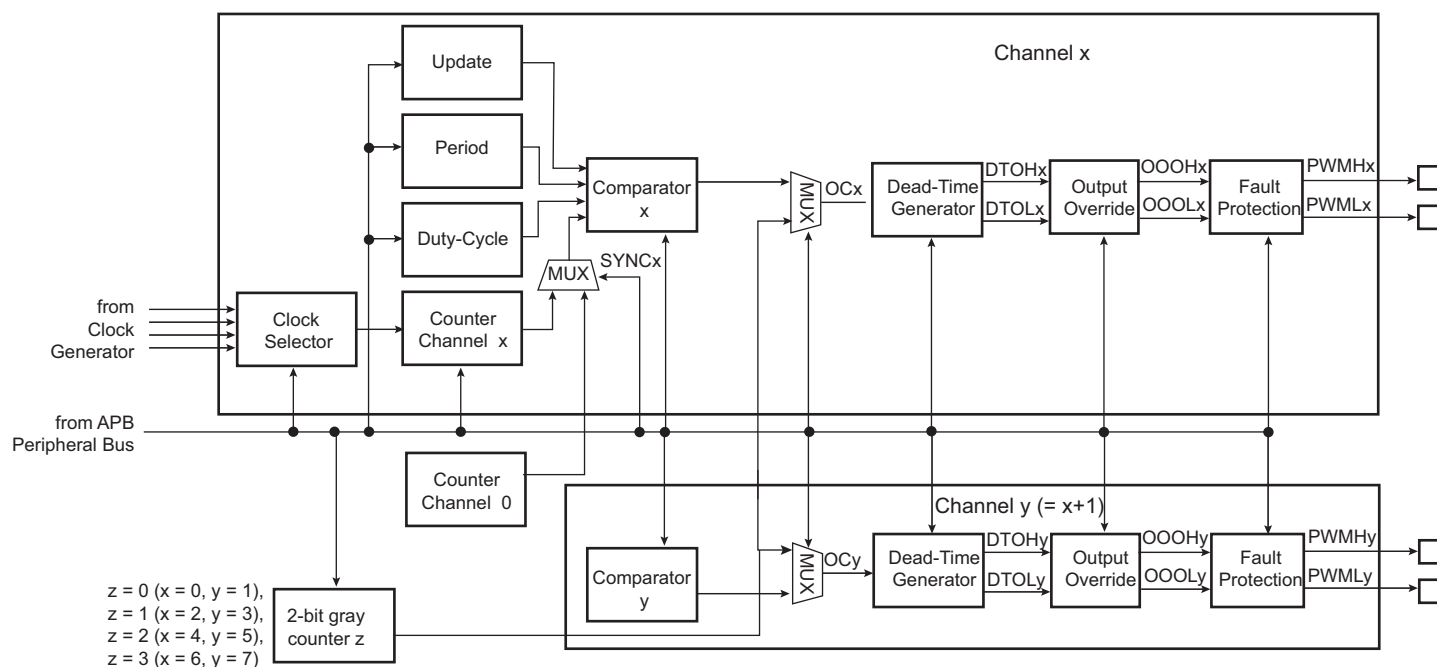 Channel x
Update
Period
Comparator
x
Duty-Cycle
SYNCx
MUX
MUX
OCx
Dead-Time
Generator
DTOHx
DTOLx
Output
Override
OOOHx
OOOLx
Fault
Protection
PWMHx
PWMLx
from
Clock
Generator
Clock
Selector
Counter
Channel x
from APB
Peripheral Bus
Counter
Channel 0
Channel y (= x+1)
Comparator
y
MUX
OCy
Dead-Time
Generator
DTOHy
DTOLy
Output
Override
OOOHy
OOOLy
Fault
Protection
PWMHy
PWMLy
z = 0 (x = 0, y = 1),
z = 1 (x = 2, y = 3),
z = 2 (x = 4, y = 5),
z = 3 (x = 6, y = 7)
2-bit gray
counter z